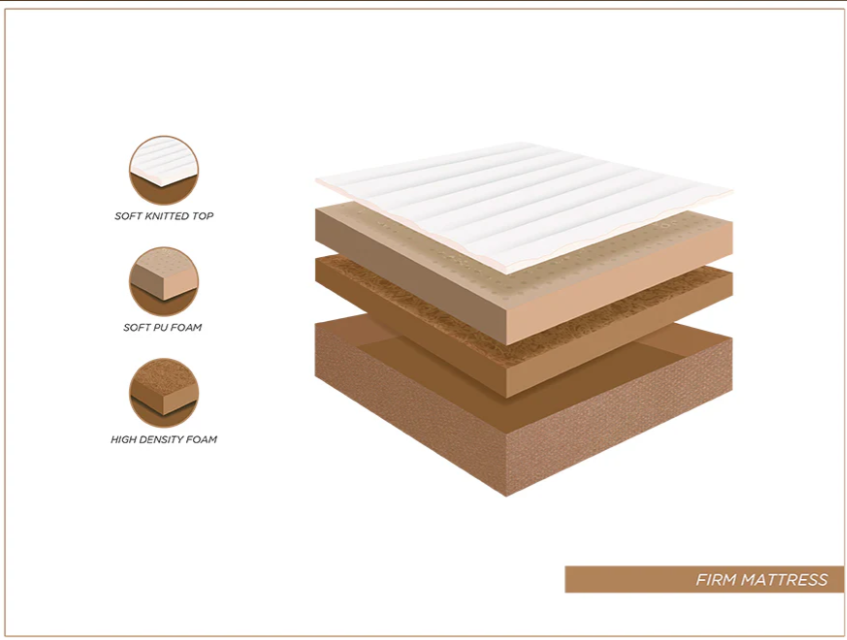 SOFT KNITTED TOP
SOFT PU FOAM
HIGH DENSITY FOAM
FIRM MATTRESS